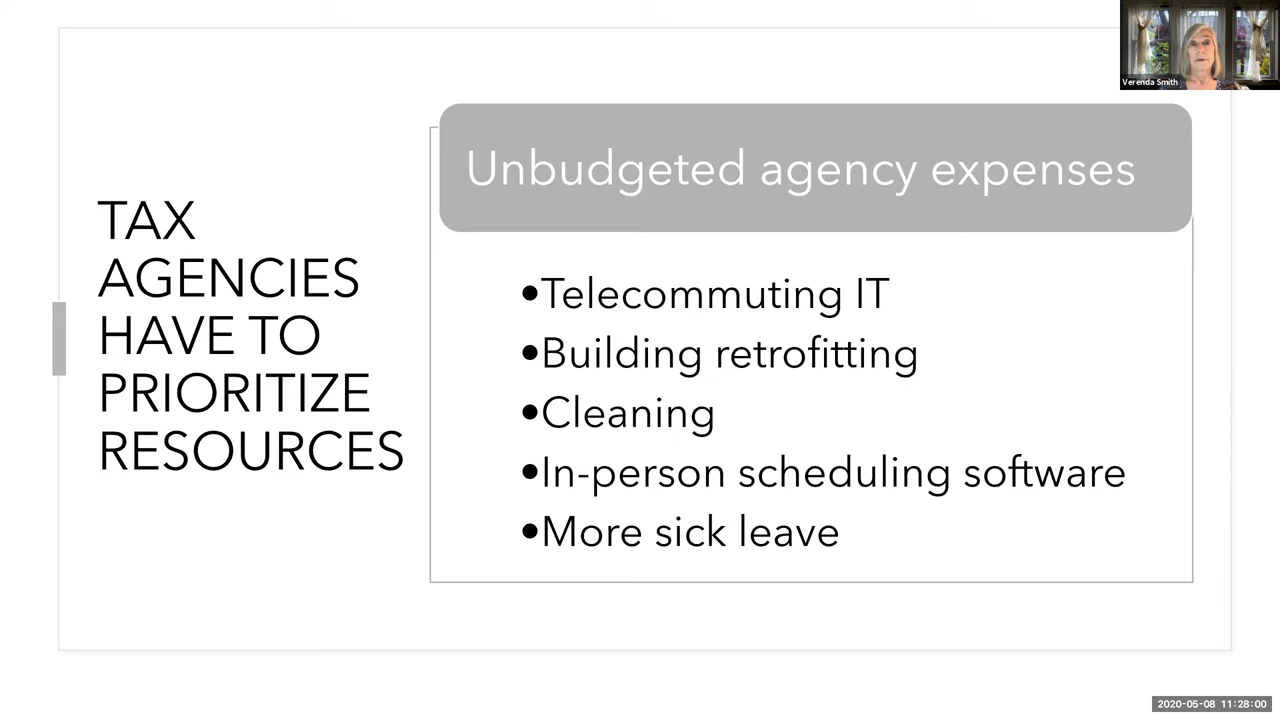 Verenda Smith
Unbudgeted agency expenses
TAX
AGENCIES
HAVE TO
PRIORITIZE
RESOURCES
•Telecommuting IT
•Building retrofitting
•Cleaning
•In-person scheduling software
•More sick leave
2020-05-08 11:28:00